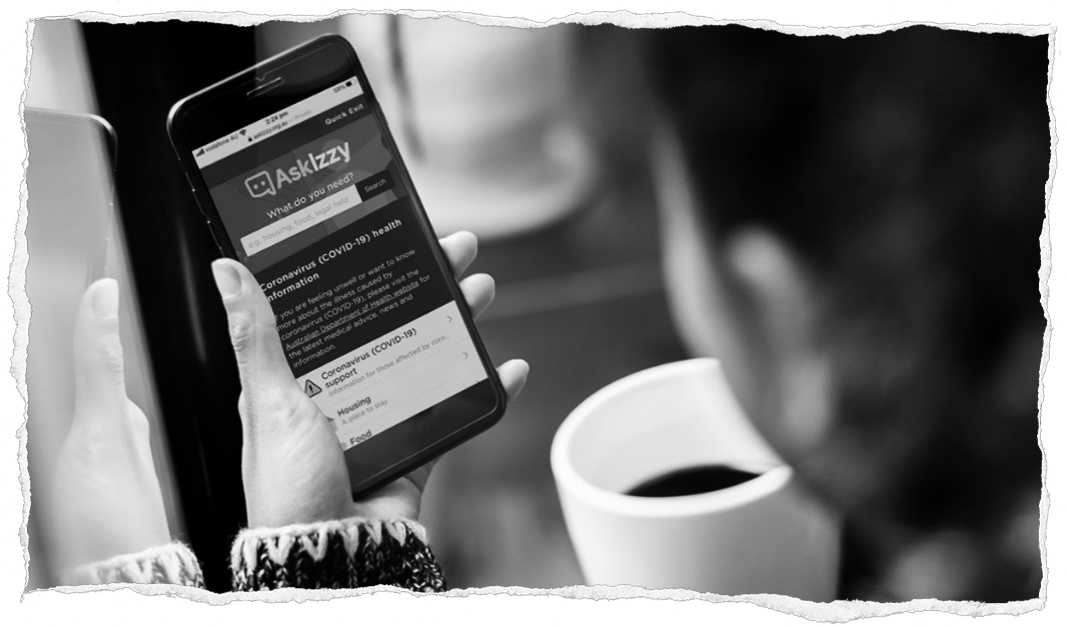 vodafone AU 2:24 pm 58%
askizzy.org.au — Private
Quick Exit
AskIzzy
What do you need?
e.g. housing, food, legal help
Search
Coronavirus (COVID-19) health
information
you are feeling unwell or want to know
more about the illness caused by
coronavirus (COVID-19), please visit the
Australian Department of Health website for
the latest medical advice, news and
information
Coronavirus (COVID-19)
support
Information for those affected by coro...
Housing
A place to stay
Food